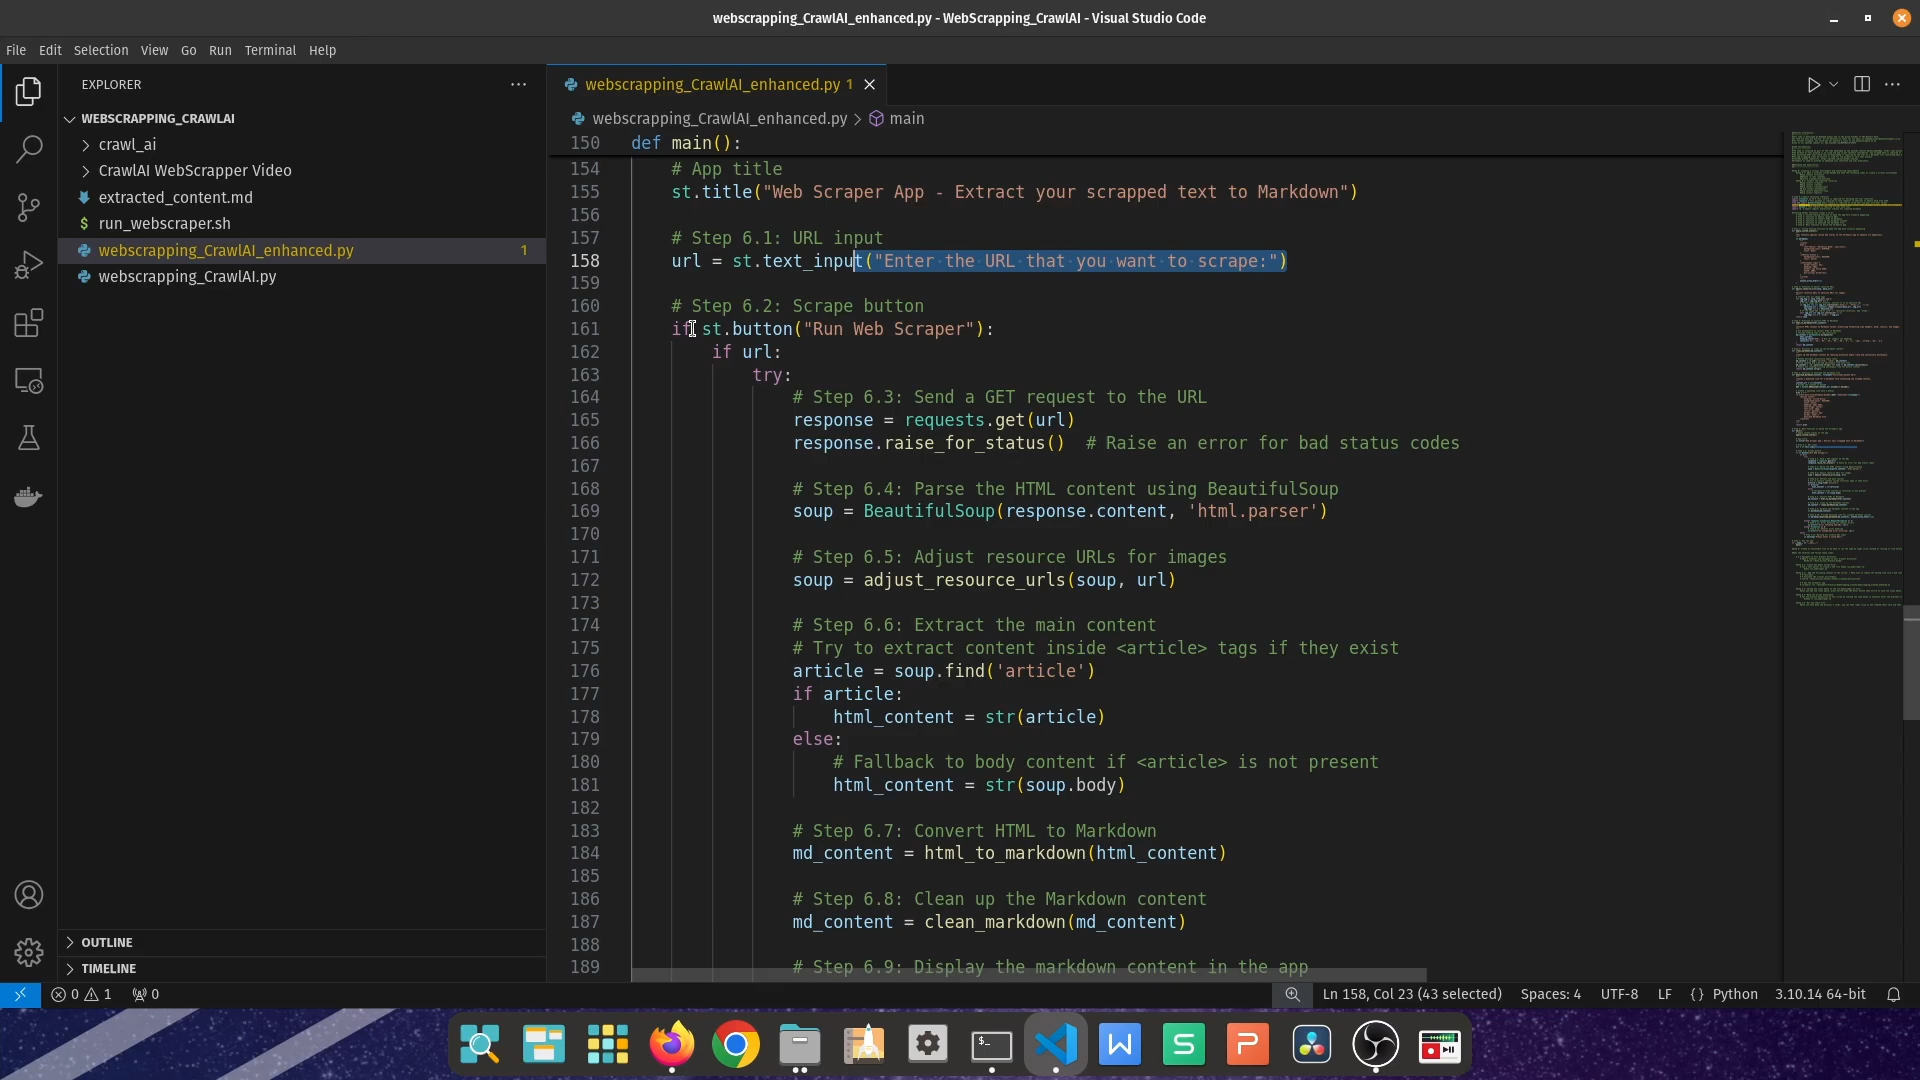 webscrapping_CrawlAI_enhanced.py - WebScrapping_CrawlAI - Visual Studio Code
File Edit Selection View Go Run Terminal Help
EXPLORER
WEBSCRAPPING_CRAWLAI
crawl_ai
CrawlAI WebScrapper Video
extracted_content.md
$ run_webscraper.sh
webscrapping_CrawlAI_enhanced.py 1
webscrapping_CrawlAI.py
OUTLINE
TIMELINE
webscrapping_CrawlAI_enhanced.py 1
webscrapping_CrawlAI_enhanced.py > main
150 def main():
154 # App title
155 st.title("Web Scraper App - Extract your scrapped text to Markdown")
156
157 # Step 6.1: URL input
158 url = st.text_input("Enter the URL that you want to scrape:")
159
160 # Step 6.2: Scrape button
161 if st.button("Run Web Scraper"):
162 if url:
163 try:
164 # Step 6.3: Send a GET request to the URL
165 response = requests.get(url)
166 response.raise_for_status() # Raise an error for bad status codes
167
168 # Step 6.4: Parse the HTML content using BeautifulSoup
169 soup = BeautifulSoup(response.content, 'html.parser')
170
171 # Step 6.5: Adjust resource URLs for images
172 soup = adjust_resource_urls(soup, url)
173
174 # Step 6.6: Extract the main content
175 # Try to extract content inside <article> tags if they exist
176 article = soup.find('article')
177 if article:
178 html_content = str(article)
179 else:
180 # Fallback to body content if <article> is not present
181 html_content = str(soup.body)
182
183 # Step 6.7: Convert HTML to Markdown
184 md_content = html_to_markdown(html_content)
185
186 # Step 6.8: Clean up the Markdown content
187 md_content = clean_markdown(md_content)
188
189 # Step 6.9: Display the markdown content in the app
0 1 0 Ln 158, Col 23 (43 selected) Spaces: 4 UTF-8 LF {} Python 3.10.14 64-bit
$_ W S P